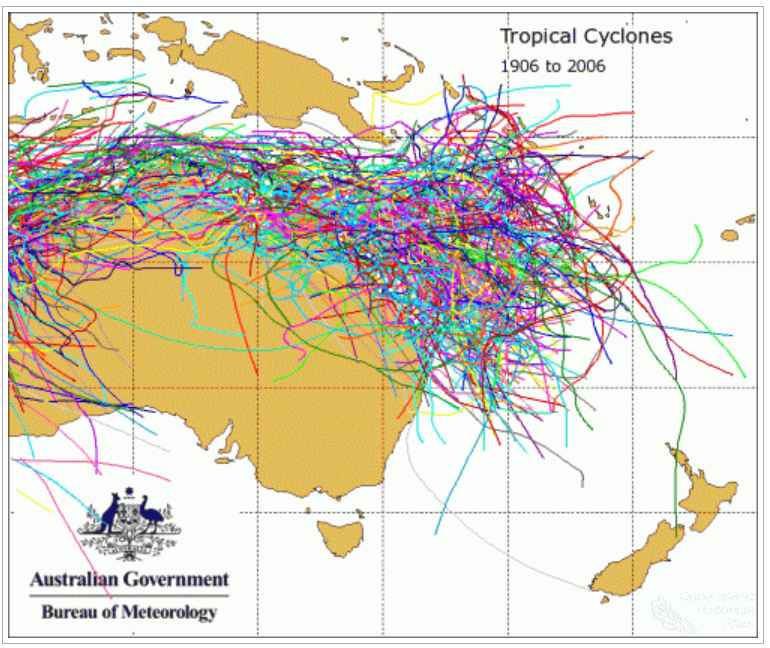 Tropical Cyclones
1906 to 2006
Australian Government
Bureau of Meteorology